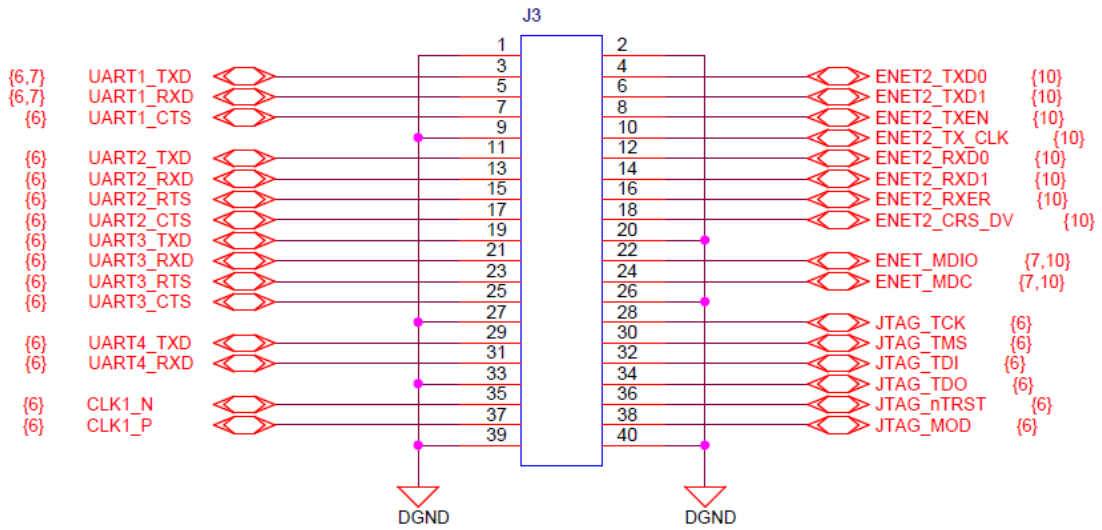 J3
1 2
{6,7} UART1_TXD 3 4 ENET2_TXD0 {10}
{6,7} UART1_RXD 5 6 ENET2_TXD1 {10}
{6} UART1_CTS 7 8 ENET2_TXEN {10}
9 10 ENET2_TX_CLK {10}
{6} UART2_TXD 11 12 ENET2_RXD0 {10}
{6} UART2_RXD 13 14 ENET2_RXD1 {10}
{6} UART2_RTS 15 16 ENET2_RXER {10}
{6} UART2_CTS 17 18 ENET2_CRS_DV {10}
{6} UART3_TXD 19 20
{6} UART3_RXD 21 22 ENET_MDIO {7,10}
{6} UART3_RTS 23 24 ENET_MDC {7,10}
{6} UART3_CTS 25 26
27 28 JTAG_TCK {6}
{6} UART4_TXD 29 30 JTAG_TMS {6}
{6} UART4_RXD 31 32 JTAG_TDI {6}
33 34 JTAG_TDO {6}
{6} CLK1_N 35 36 JTAG_nTRST {6}
{6} CLK1_P 37 38 JTAG_MOD {6}
39 40
DGND DGND